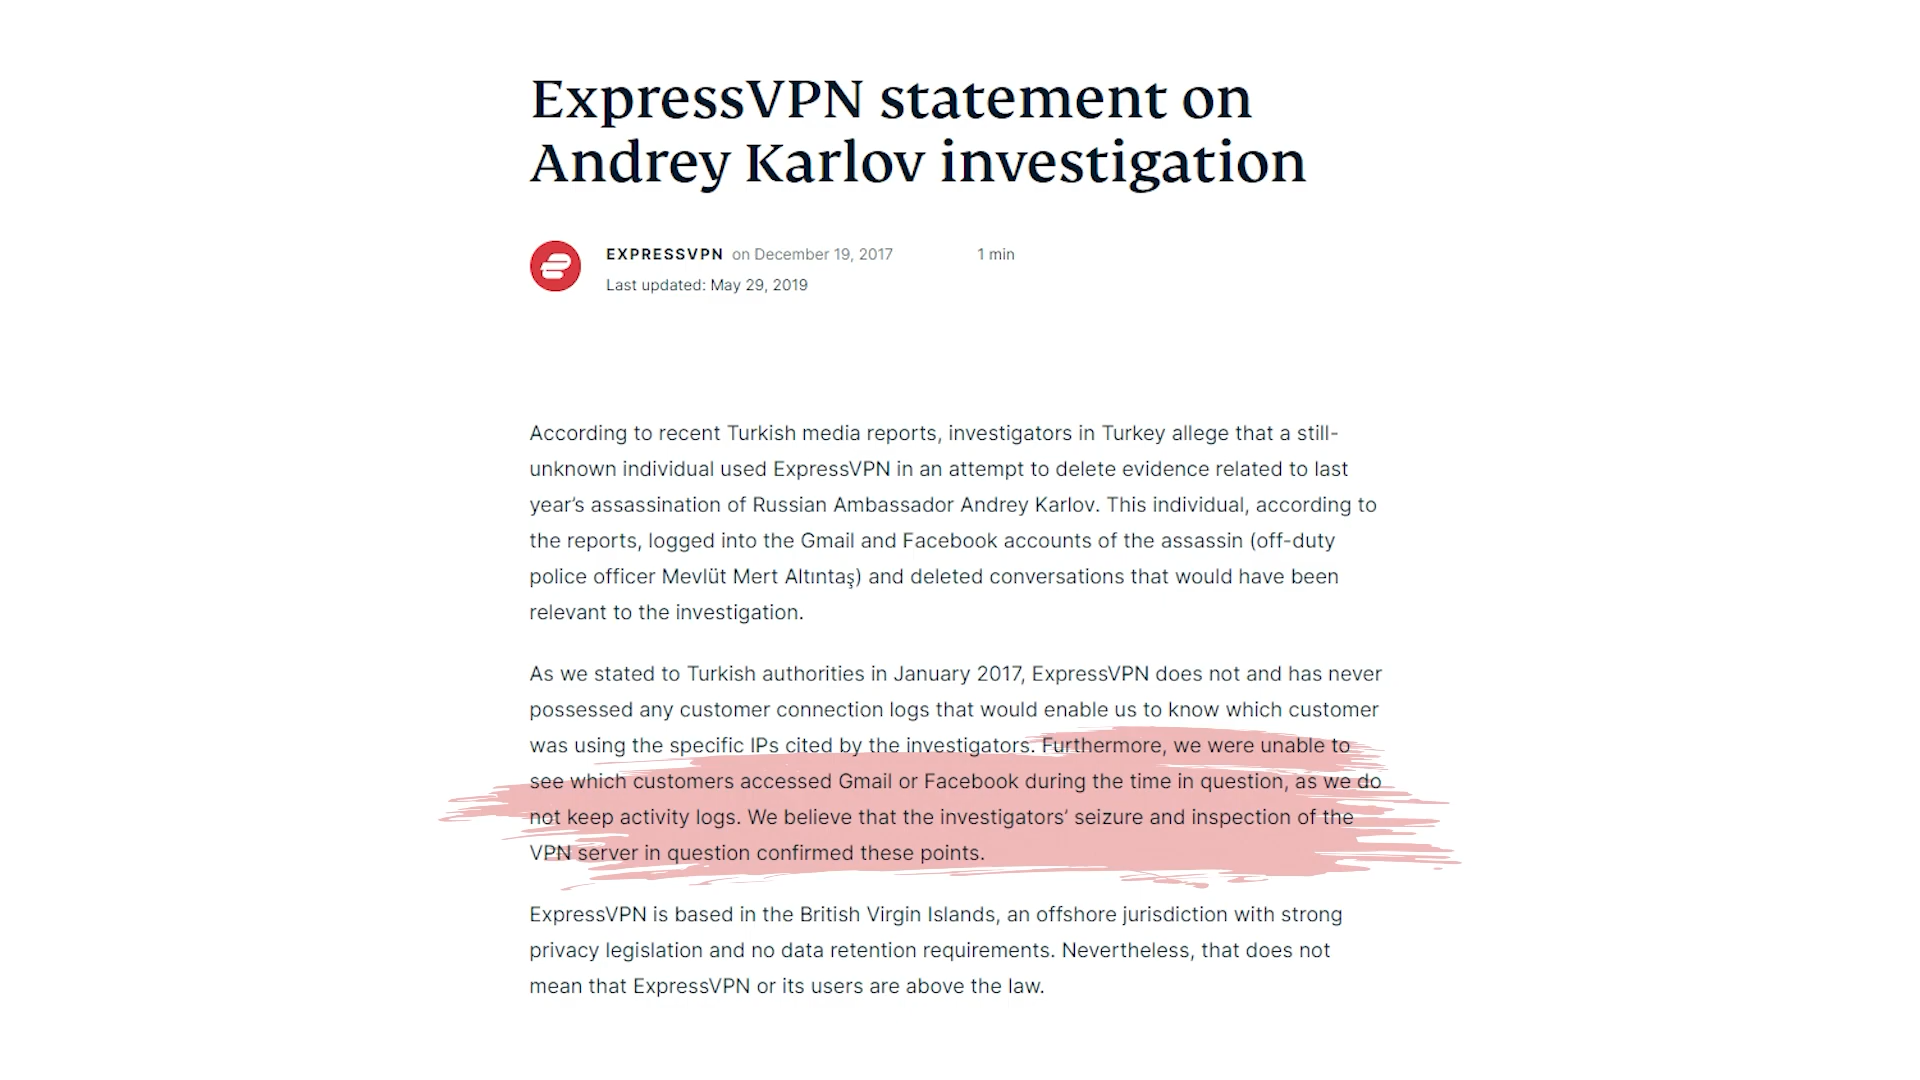 ExpressVPN statement on
Andrey Karlov investigation
EXPRESSVPN on December 19, 2017 1 min
Last updated: May 29, 2019
According to recent Turkish media reports, investigators in Turkey allege that a still-
unknown individual used ExpressVPN in an attempt to delete evidence related to last
year’s assassination of Russian Ambassador Andrey Karlov. This individual, according to
the reports, logged into the Gmail and Facebook accounts of the assassin (off-duty
police officer Mevlüt Mert Altıntaş) and deleted conversations that would have been
relevant to the investigation.
As we stated to Turkish authorities in January 2017, ExpressVPN does not and has never
possessed any customer connection logs that would enable us to know which customer
was using the specific IPs cited by the investigators. Furthermore, we were unable to
see which customers accessed Gmail or Facebook during the time in question, as we do
not keep activity logs. We believe that the investigators’ seizure and inspection of the
VPN server in question confirmed these points.
ExpressVPN is based in the British Virgin Islands, an offshore jurisdiction with strong
privacy legislation and no data retention requirements. Nevertheless, that does not
mean that ExpressVPN or its users are above the law.